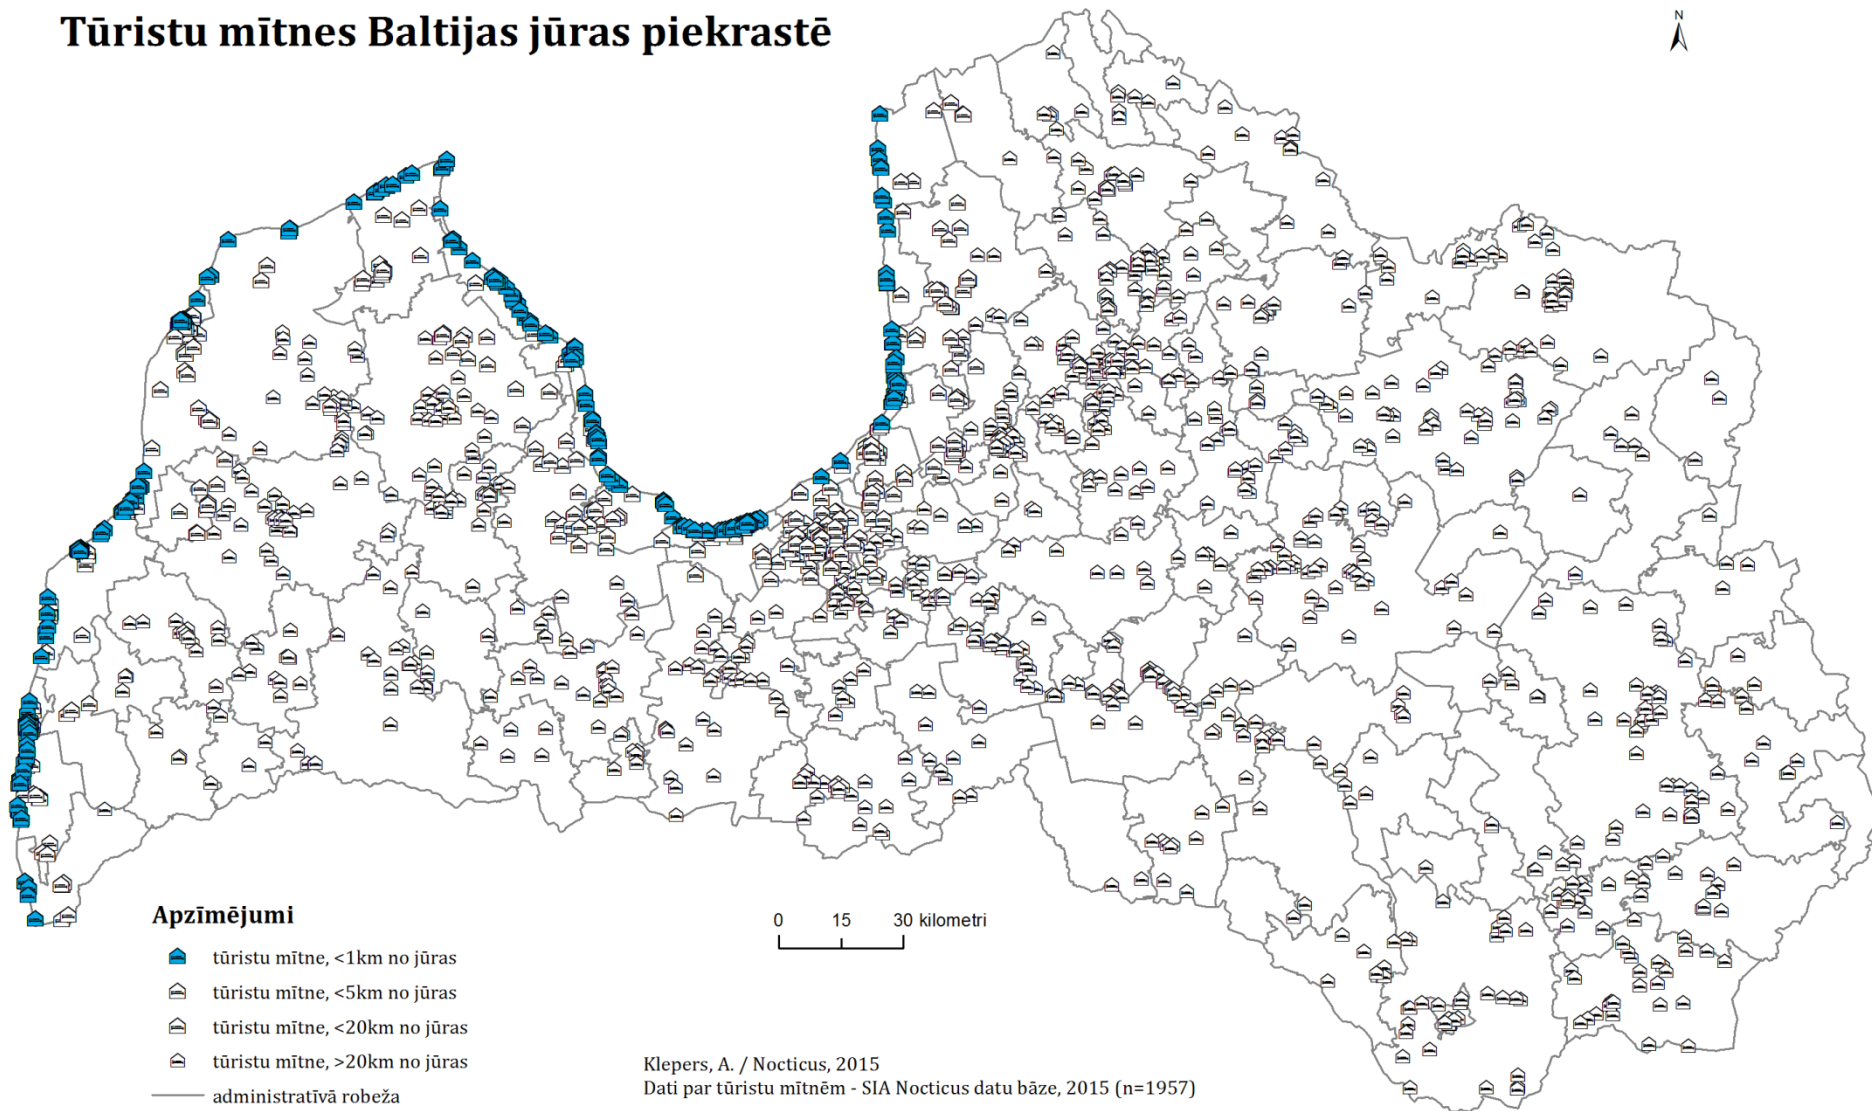 Tūristu mītnes Baltijas jūras piekrastē
N
Apzīmējumi
tūristu mītne, <1km no jūras
tūristu mītne, <5km no jūras
tūristu mītne, <20km no jūras
tūristu mītne, >20km no jūras
administratīvā robeža
0 15 30 kilometri
Klepers, A. / Nocticus, 2015
Dati par tūristu mītnēm - SIA Nocticus datu bāze, 2015 (n=1957)